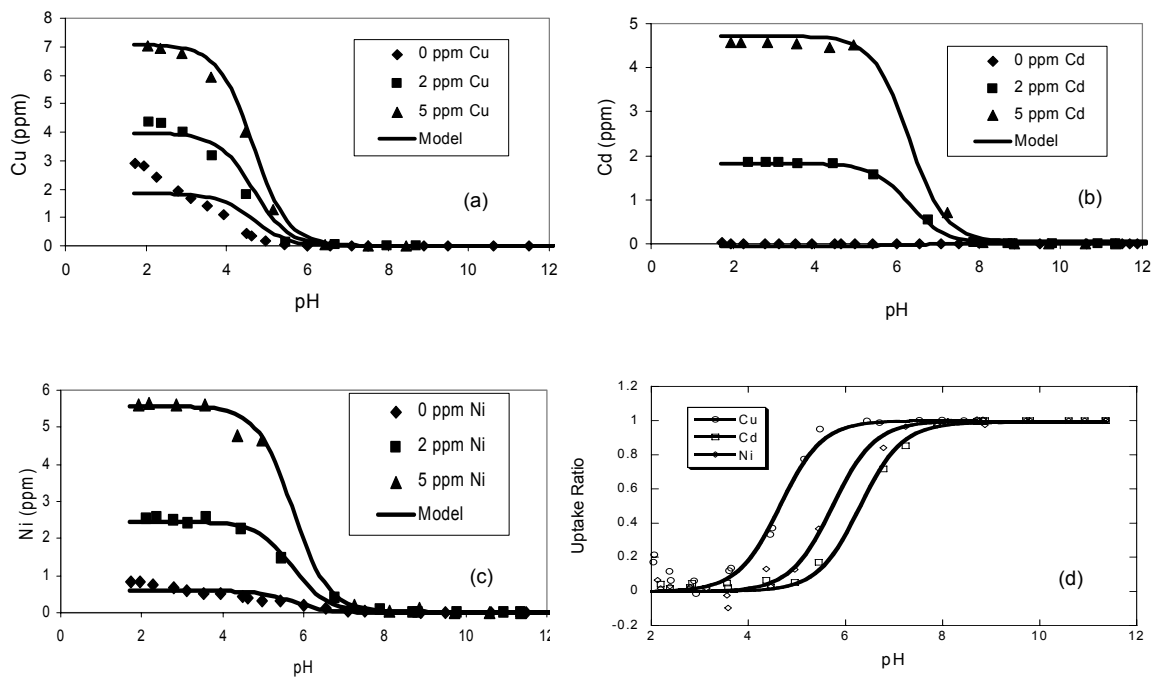 8
7
6
5
4
3
2
1
0
Cu (ppm)
0 ppm Cu
2 ppm Cu
5 ppm Cu
Model
(a)
0 2 4 6 8 10 12
pH
5
4
3
2
1
0
Cd (ppm)
0 ppm Cd
2 ppm Cd
5 ppm Cd
Model
(b)
0 2 4 6 8 10 12
pH
6
5
4
3
2
1
0
Ni (ppm)
0 ppm Ni
2 ppm Ni
5 ppm Ni
Model
(c)
0 2 4 6 8 10 12
pH
1.2
1
0.8
0.6
0.4
0.2
0
-0.2
Uptake Ratio
Cu
Cd
Ni
(d)
2 4 6 8 10 12
pH